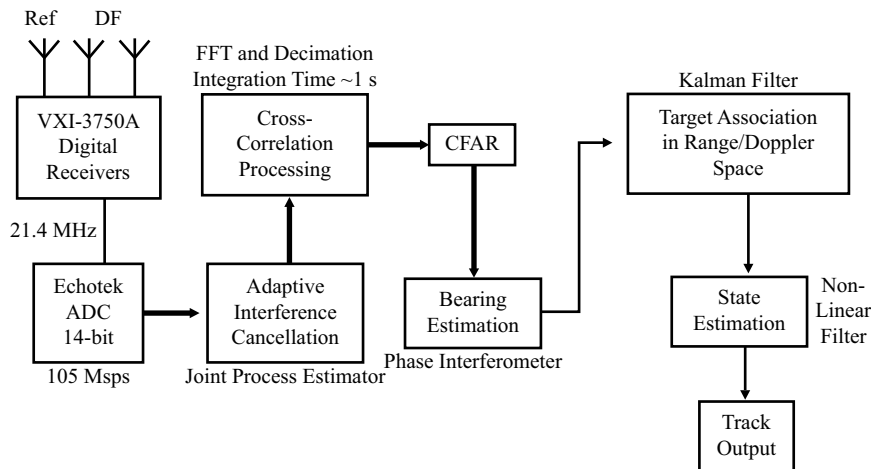 Ref DF
VXI-3750A
Digital
Receivers
21.4 MHz
Echotek
ADC
14-bit
105 Msps
Adaptive
Interference
Cancellation
Joint Process Estimator
FFT and Decimation
Integration Time ~1 s
Cross-
Correlation
Processing
CFAR
Bearing
Estimation
Phase Interferometer
Kalman Filter
Target Association
in Range/Doppler
Space
State
Estimation
Non-
Linear
Filter
Track
Output